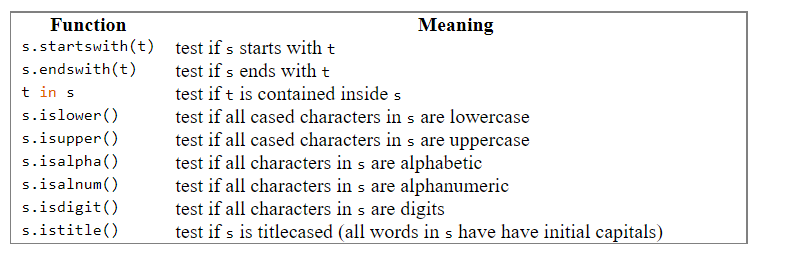 Function Meaning
s.startswith(t) test if s starts with t
s.endswith(t) test if s ends with t
t in s test if t is contained inside s
s.islower() test if all cased characters in s are lowercase
s.isupper() test if all cased characters in s are uppercase
s.isalpha() test if all characters in s are alphabetic
s.isalnum() test if all characters in s are alphanumeric
s.isdigit() test if all characters in s are digits
s.istitle() test if s is titlecased (all words in s have have initial capitals)